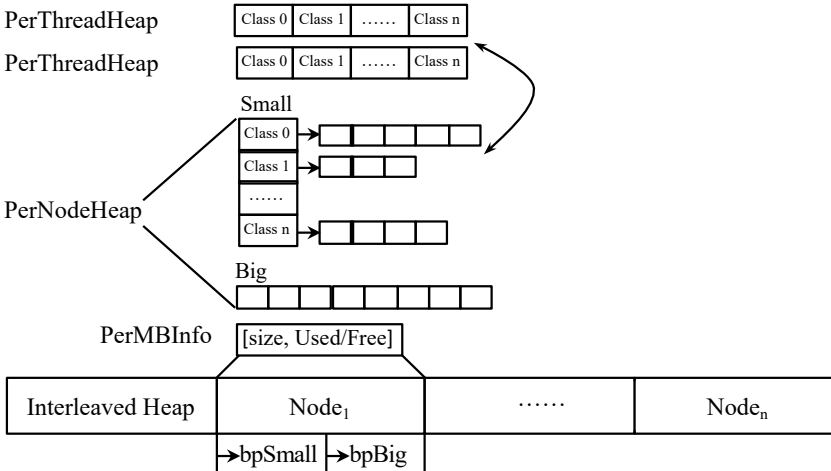 PerThreadHeap Class 0 Class 1 ...... Class n
PerThreadHeap Class 0 Class 1 ...... Class n
Small
Class 0
Class 1
......
Class n
PerNodeHeap
Big
PerMBInfo [size, Used/Free]
Interleaved Heap Node₁ ...... Nodeₙ
bpSmall bpBig